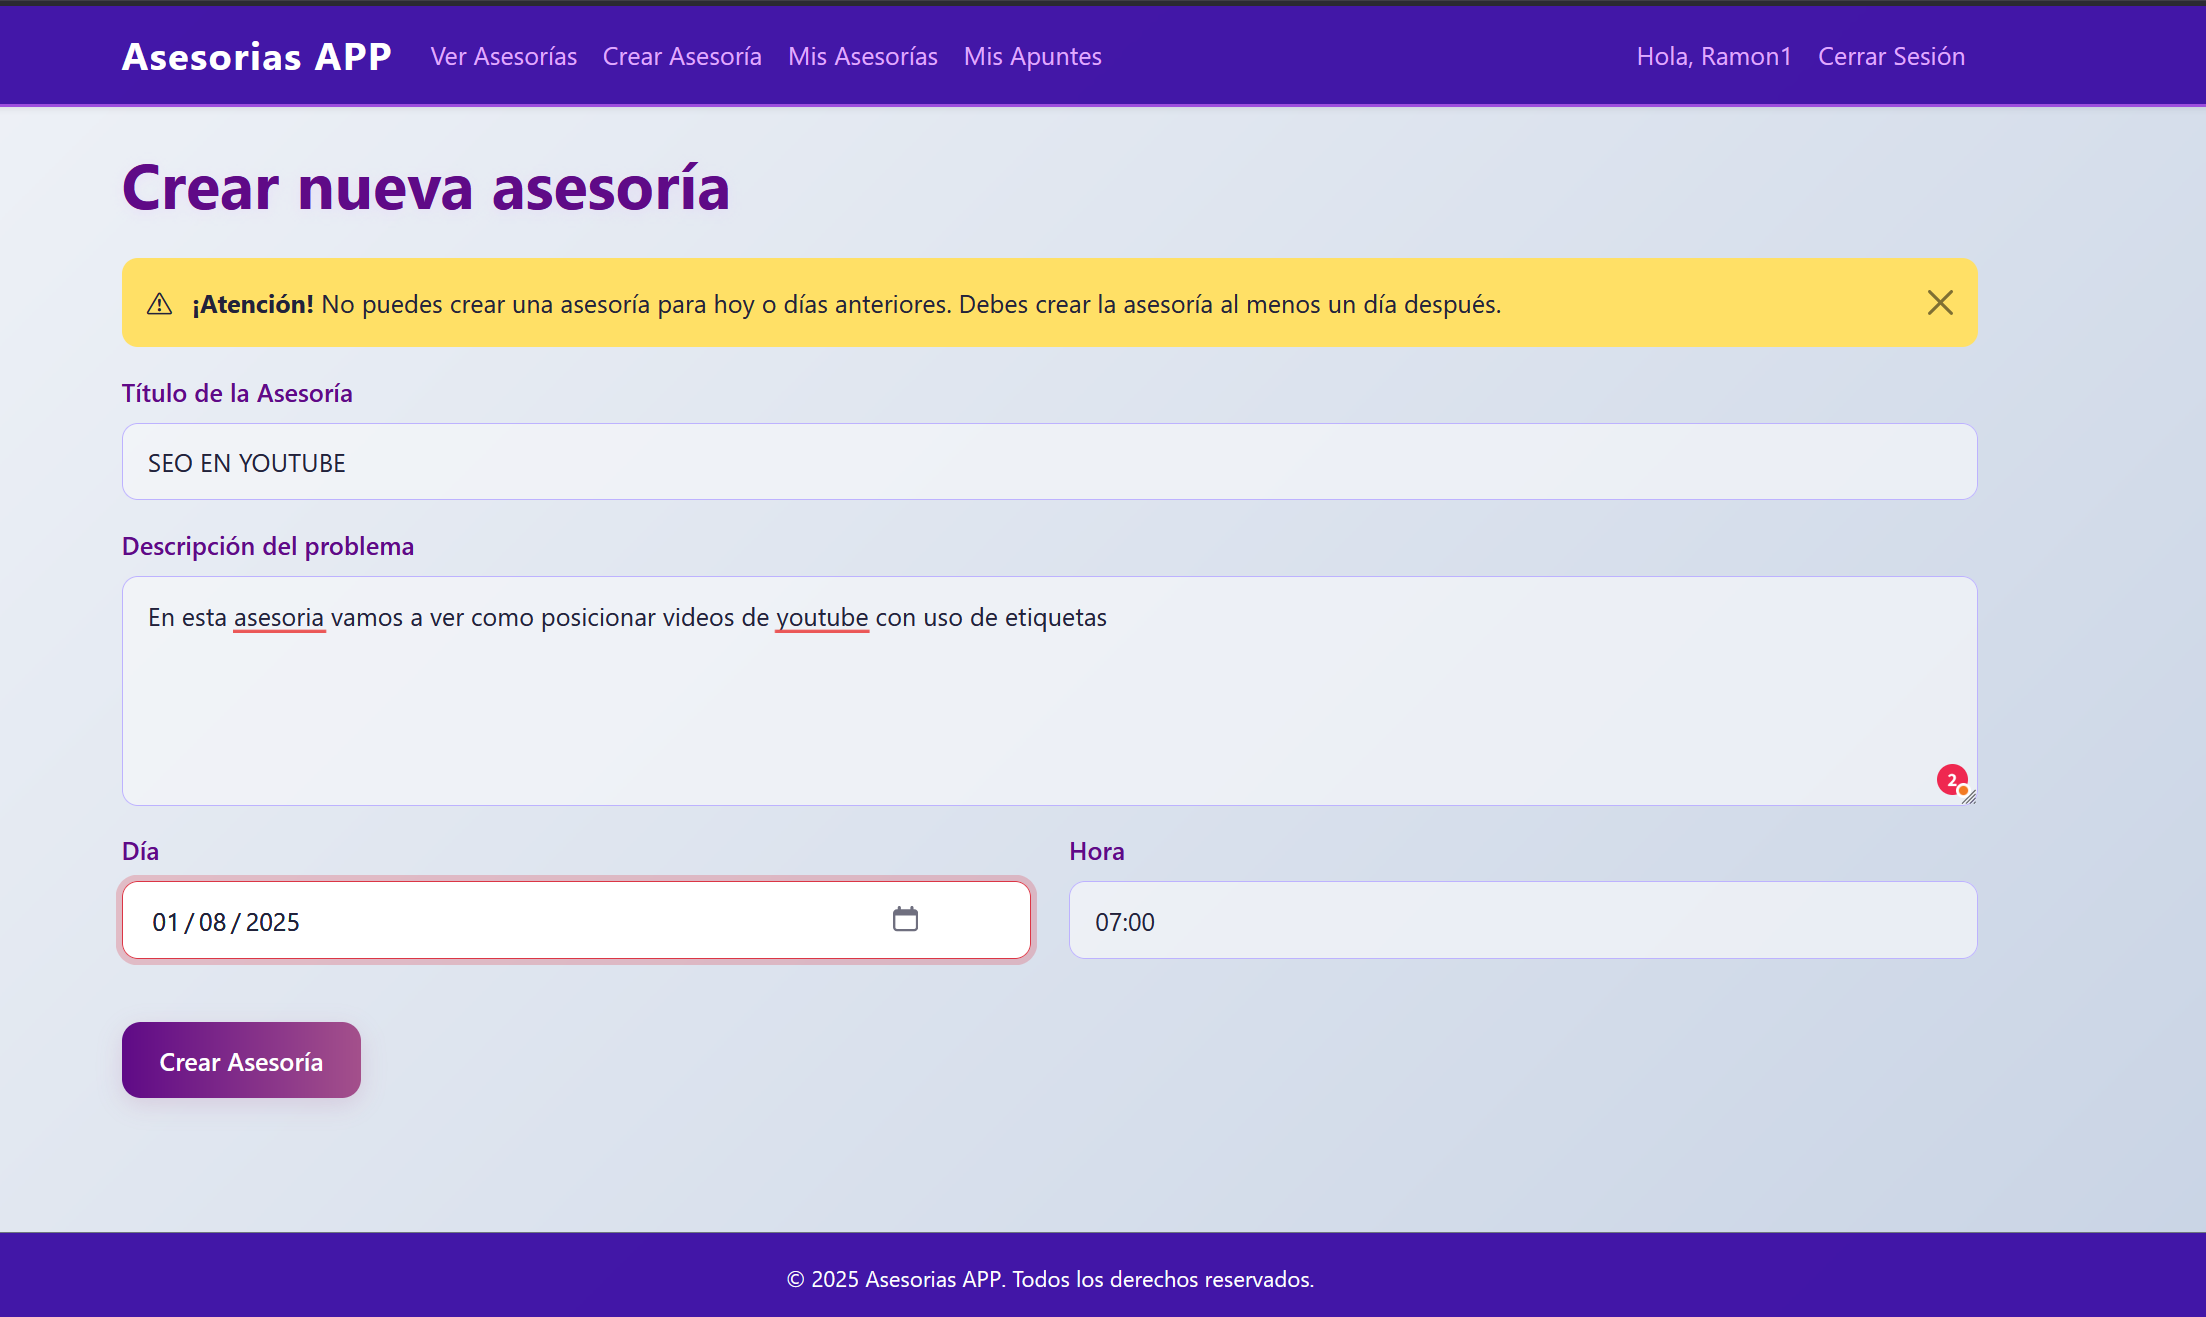 Asesorias APP Ver Asesorías Crear Asesoría Mis Asesorías Mis Apuntes Hola, Ramon1 Cerrar Sesión
Crear nueva asesoría
¡Atención! No puedes crear una asesoría para hoy o días anteriores. Debes crear la asesoría al menos un día después.
Título de la Asesoría
SEO EN YOUTUBE
Descripción del problema
En esta asesoria vamos a ver como posicionar videos de youtube con uso de etiquetas
2
Día Hora
01/08/2025 07:00
Crear Asesoría
© 2025 Asesorias APP. Todos los derechos reservados.